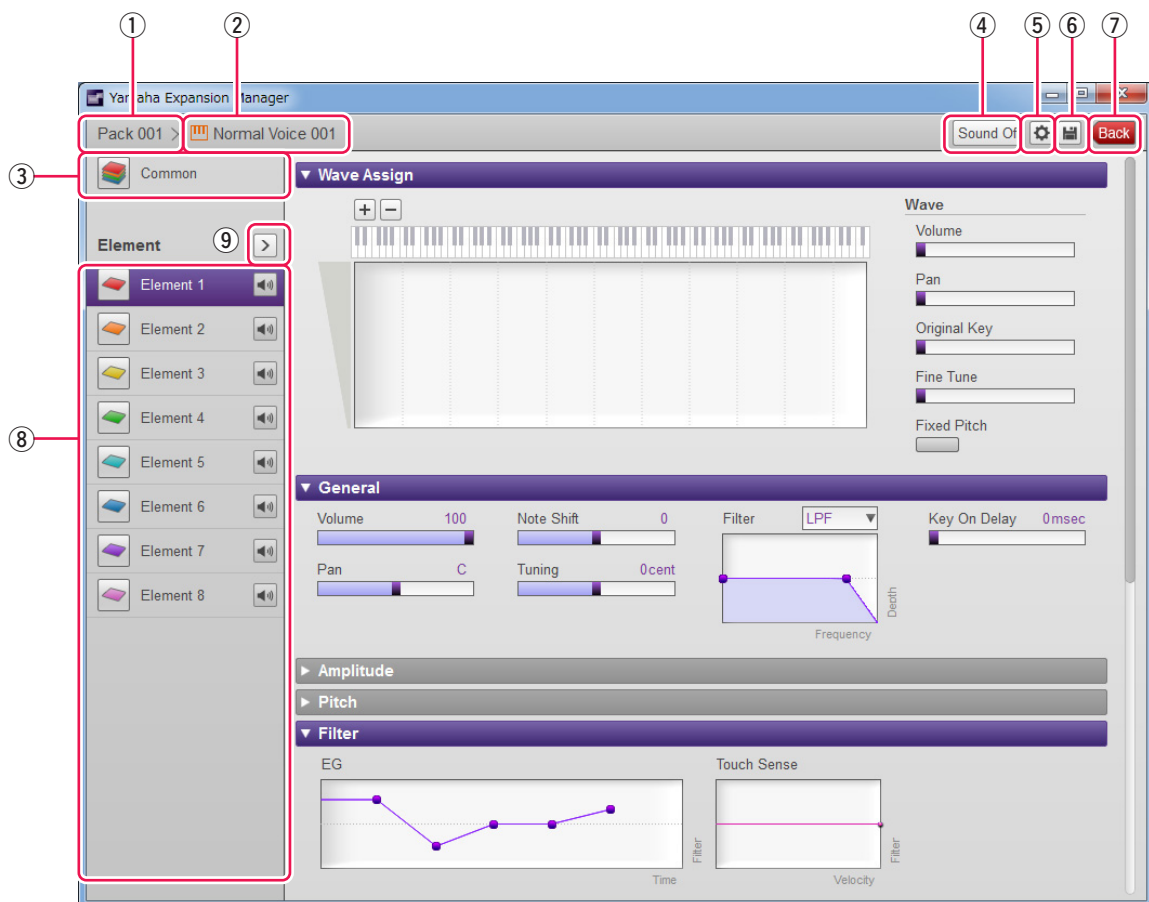 ① ② ④ ⑤ ⑥ ⑦
Yamaha Expansion Manager
Pack 001 > Normal Voice 001 Sound Of Back
③ Common
Element ⑨ >
⑧
Element 1
Element 2
Element 3
Element 4
Element 5
Element 6
Element 7
Element 8
▼ Wave Assign
+ −
Wave
Volume
Pan
Original Key
Fine Tune
Fixed Pitch
▼ General
Volume 100 Note Shift 0 Filter LPF ▼ Key On Delay 0msec
Pan C Tuning 0cent
Depth
Frequency
▶ Amplitude
▶ Pitch
▼ Filter
EG Touch Sense
Filter Filter
Time Velocity